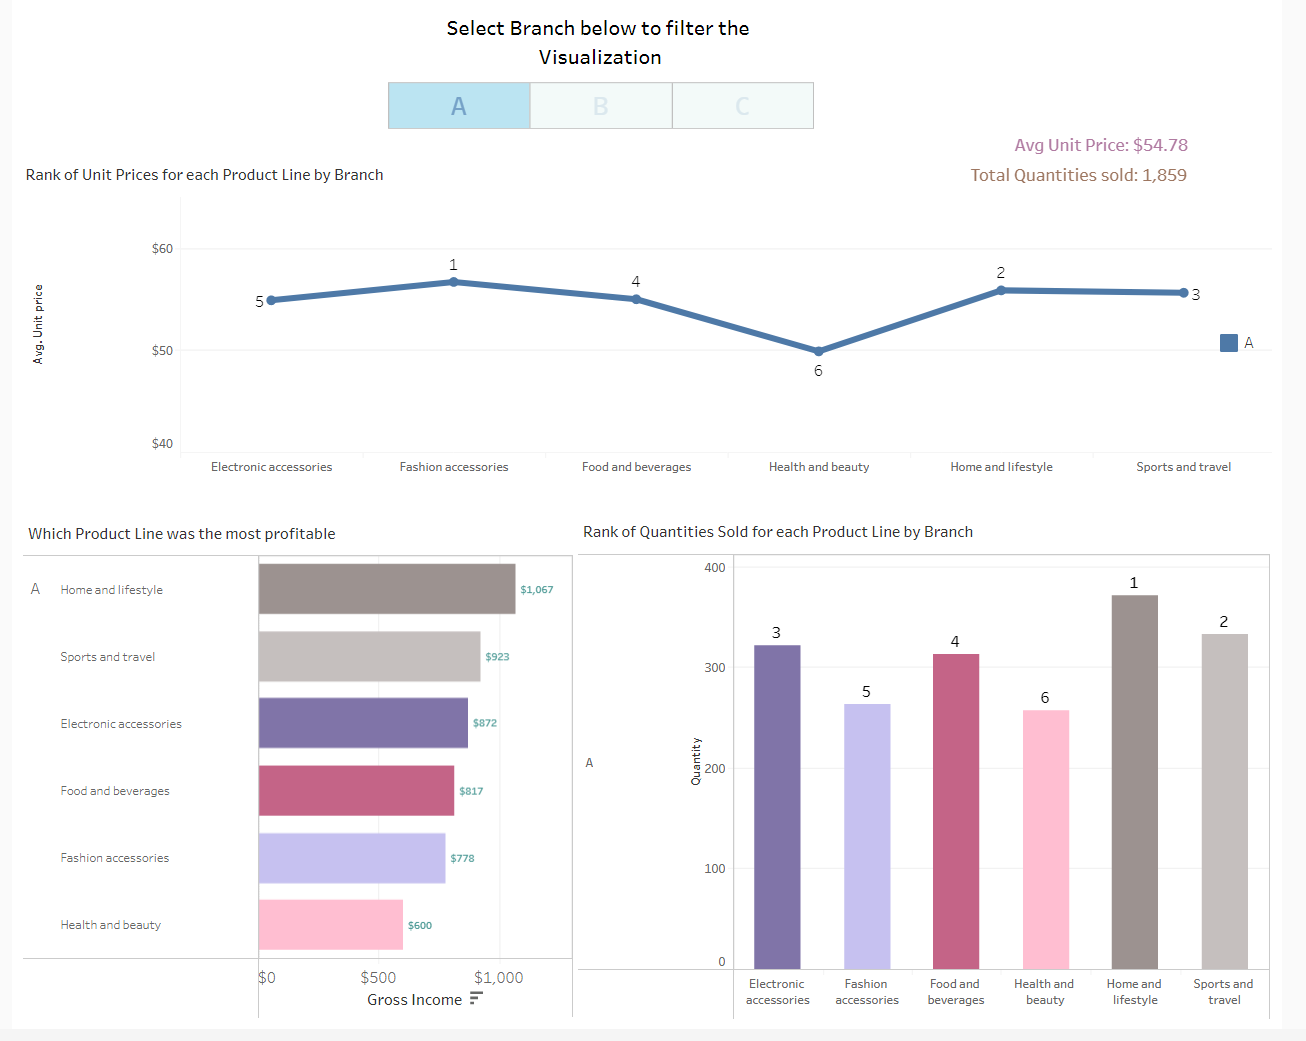 Select Branch below to filter the
Visualization
A B C
Avg Unit Price: $54.78
Rank of Unit Prices for each Product Line by Branch
Total Quantities sold: 1,859
Avg. Unit price
$60
$50
$40
5 1 4 6 2 3
A
Electronic accessories Fashion accessories Food and beverages Health and beauty Home and lifestyle Sports and travel
Which Product Line was the most profitable
A Home and lifestyle $1,067
Sports and travel $923
Electronic accessories $872
Food and beverages $817
Fashion accessories $778
Health and beauty $600
$0 $500 $1,000
Gross Income
Rank of Quantities Sold for each Product Line by Branch
A
Quantity
400
300
200
100
0
3 5 4 6 1 2
Electronic Fashion Food and Health and Home and Sports and
accessories accessories beverages beauty lifestyle travel